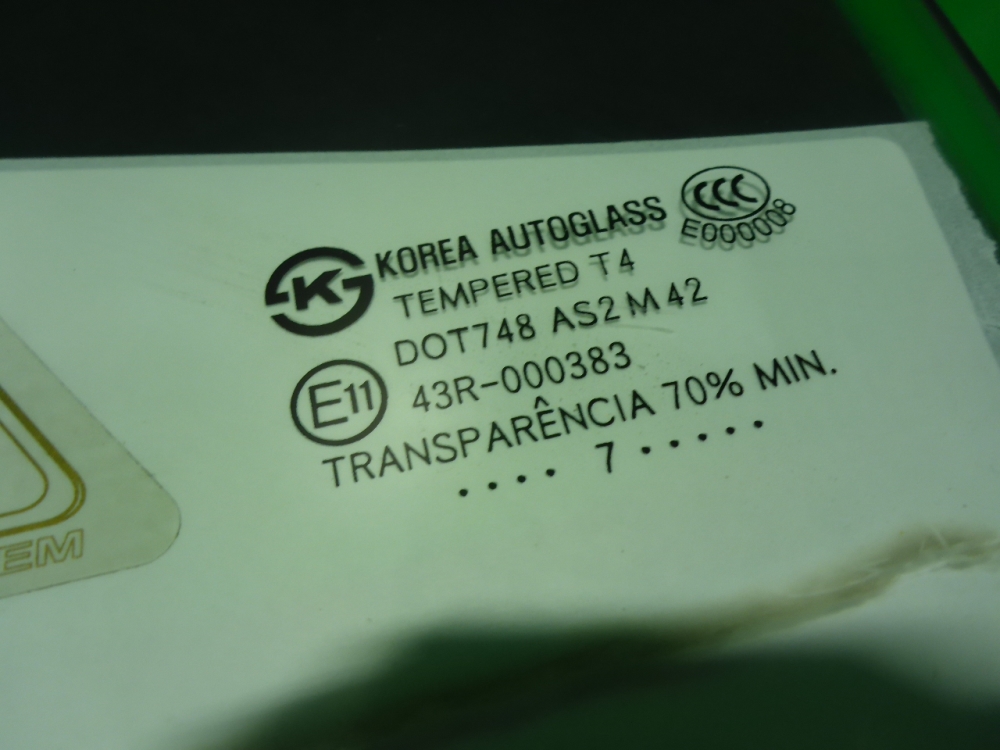 KOREA AUTOGLASS
CCC
E000008
K
TEMPERED T4
DOT748 AS2 M 42
E11
43R-000383
TRANSPARÊNCIA 70% MIN.
.... 7 .....
EM